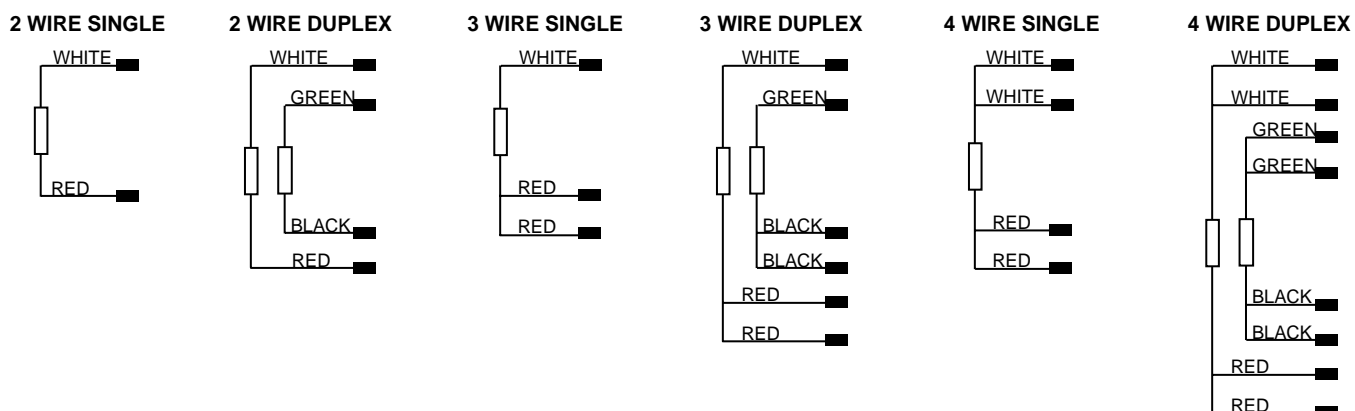 2 WIRE SINGLE
WHITE
RED
2 WIRE DUPLEX
WHITE
GREEN
BLACK
RED
3 WIRE SINGLE
WHITE
RED
RED
3 WIRE DUPLEX
WHITE
GREEN
BLACK
BLACK
RED
RED
4 WIRE SINGLE
WHITE
WHITE
RED
RED
4 WIRE DUPLEX
WHITE
WHITE
GREEN
GREEN
BLACK
BLACK
RED
RED